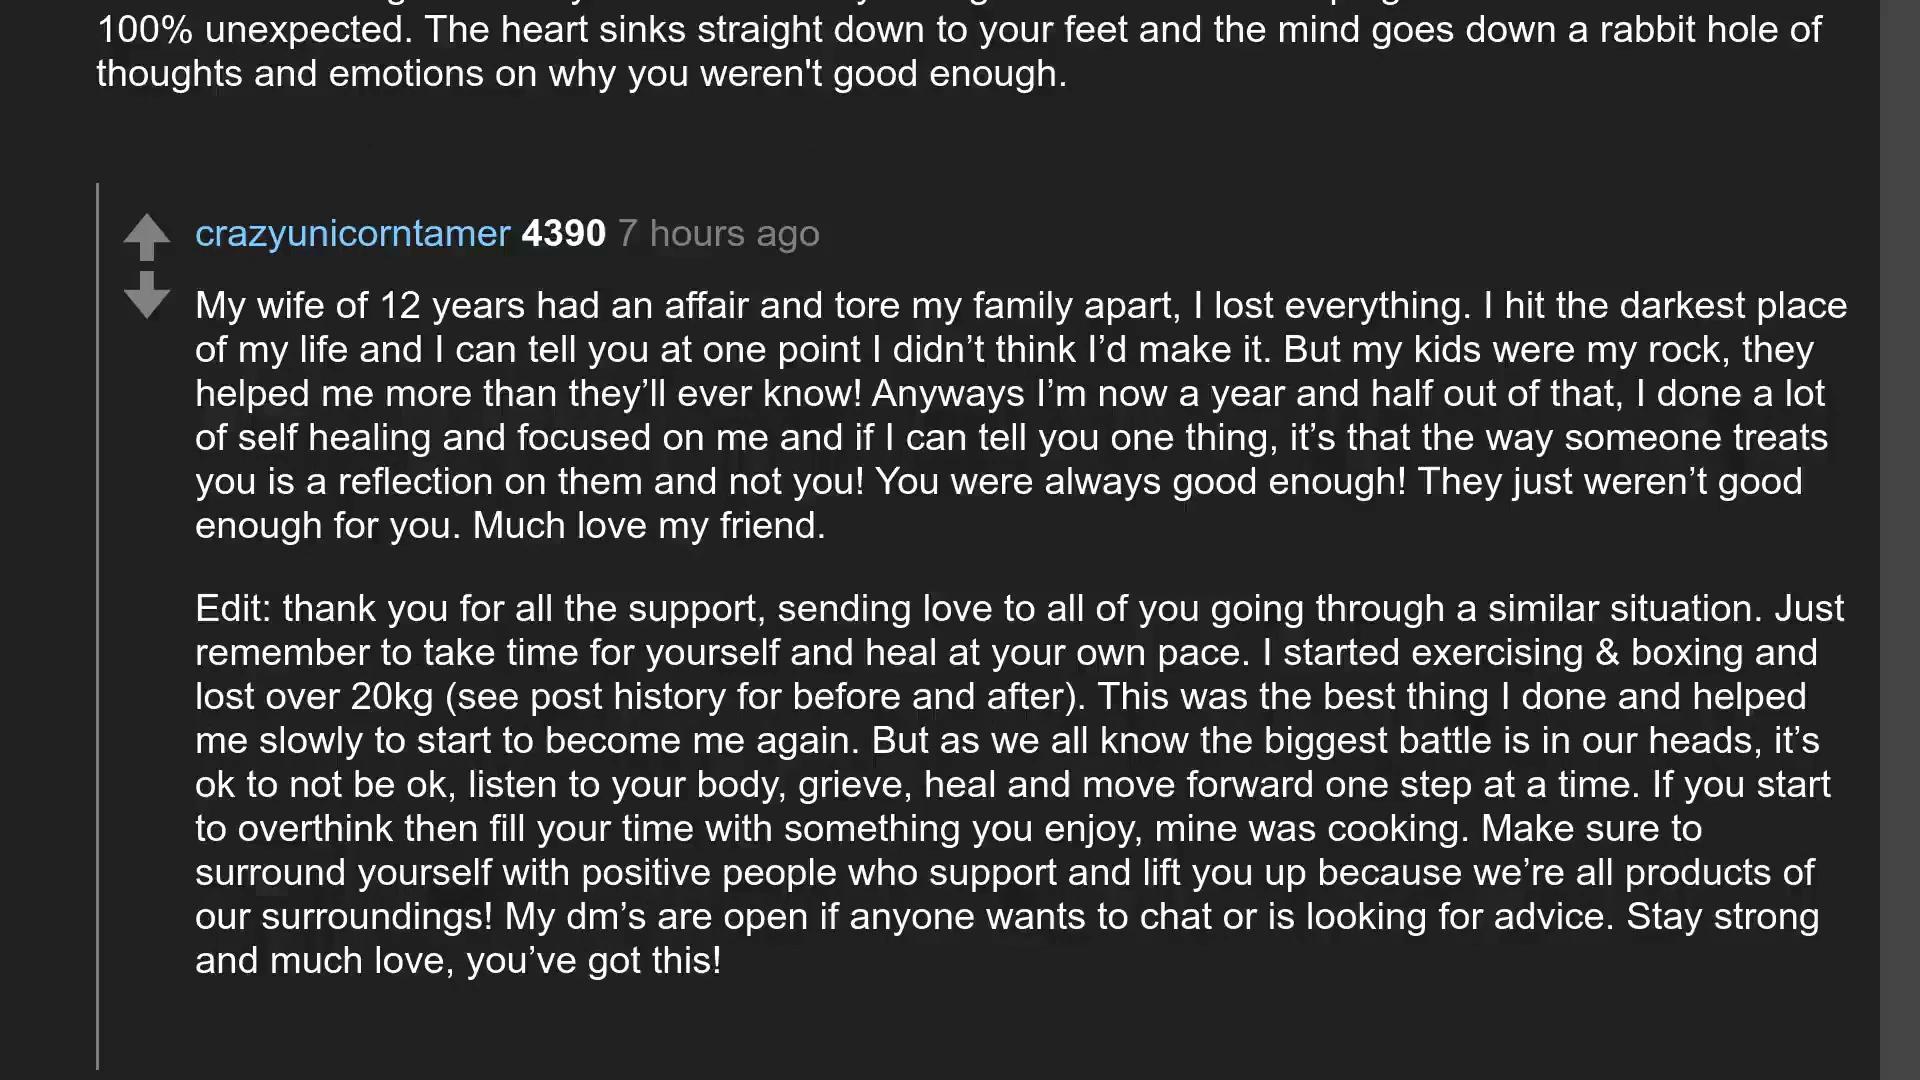 100% unexpected. The heart sinks straight down to your feet and the mind goes down a rabbit hole of
thoughts and emotions on why you weren't good enough.
crazyunicorntamer 4390 7 hours ago
My wife of 12 years had an affair and tore my family apart, I lost everything. I hit the darkest place
of my life and I can tell you at one point I didn’t think I’d make it. But my kids were my rock, they
helped me more than they’ll ever know! Anyways I’m now a year and half out of that, I done a lot
of self healing and focused on me and if I can tell you one thing, it’s that the way someone treats
you is a reflection on them and not you! You were always good enough! They just weren’t good
enough for you. Much love my friend.
Edit: thank you for all the support, sending love to all of you going through a similar situation. Just
remember to take time for yourself and heal at your own pace. I started exercising & boxing and
lost over 20kg (see post history for before and after). This was the best thing I done and helped
me slowly to start to become me again. But as we all know the biggest battle is in our heads, it’s
ok to not be ok, listen to your body, grieve, heal and move forward one step at a time. If you start
to overthink then fill your time with something you enjoy, mine was cooking. Make sure to
surround yourself with positive people who support and lift you up because we’re all products of
our surroundings! My dm’s are open if anyone wants to chat or is looking for advice. Stay strong
and much love, you’ve got this!